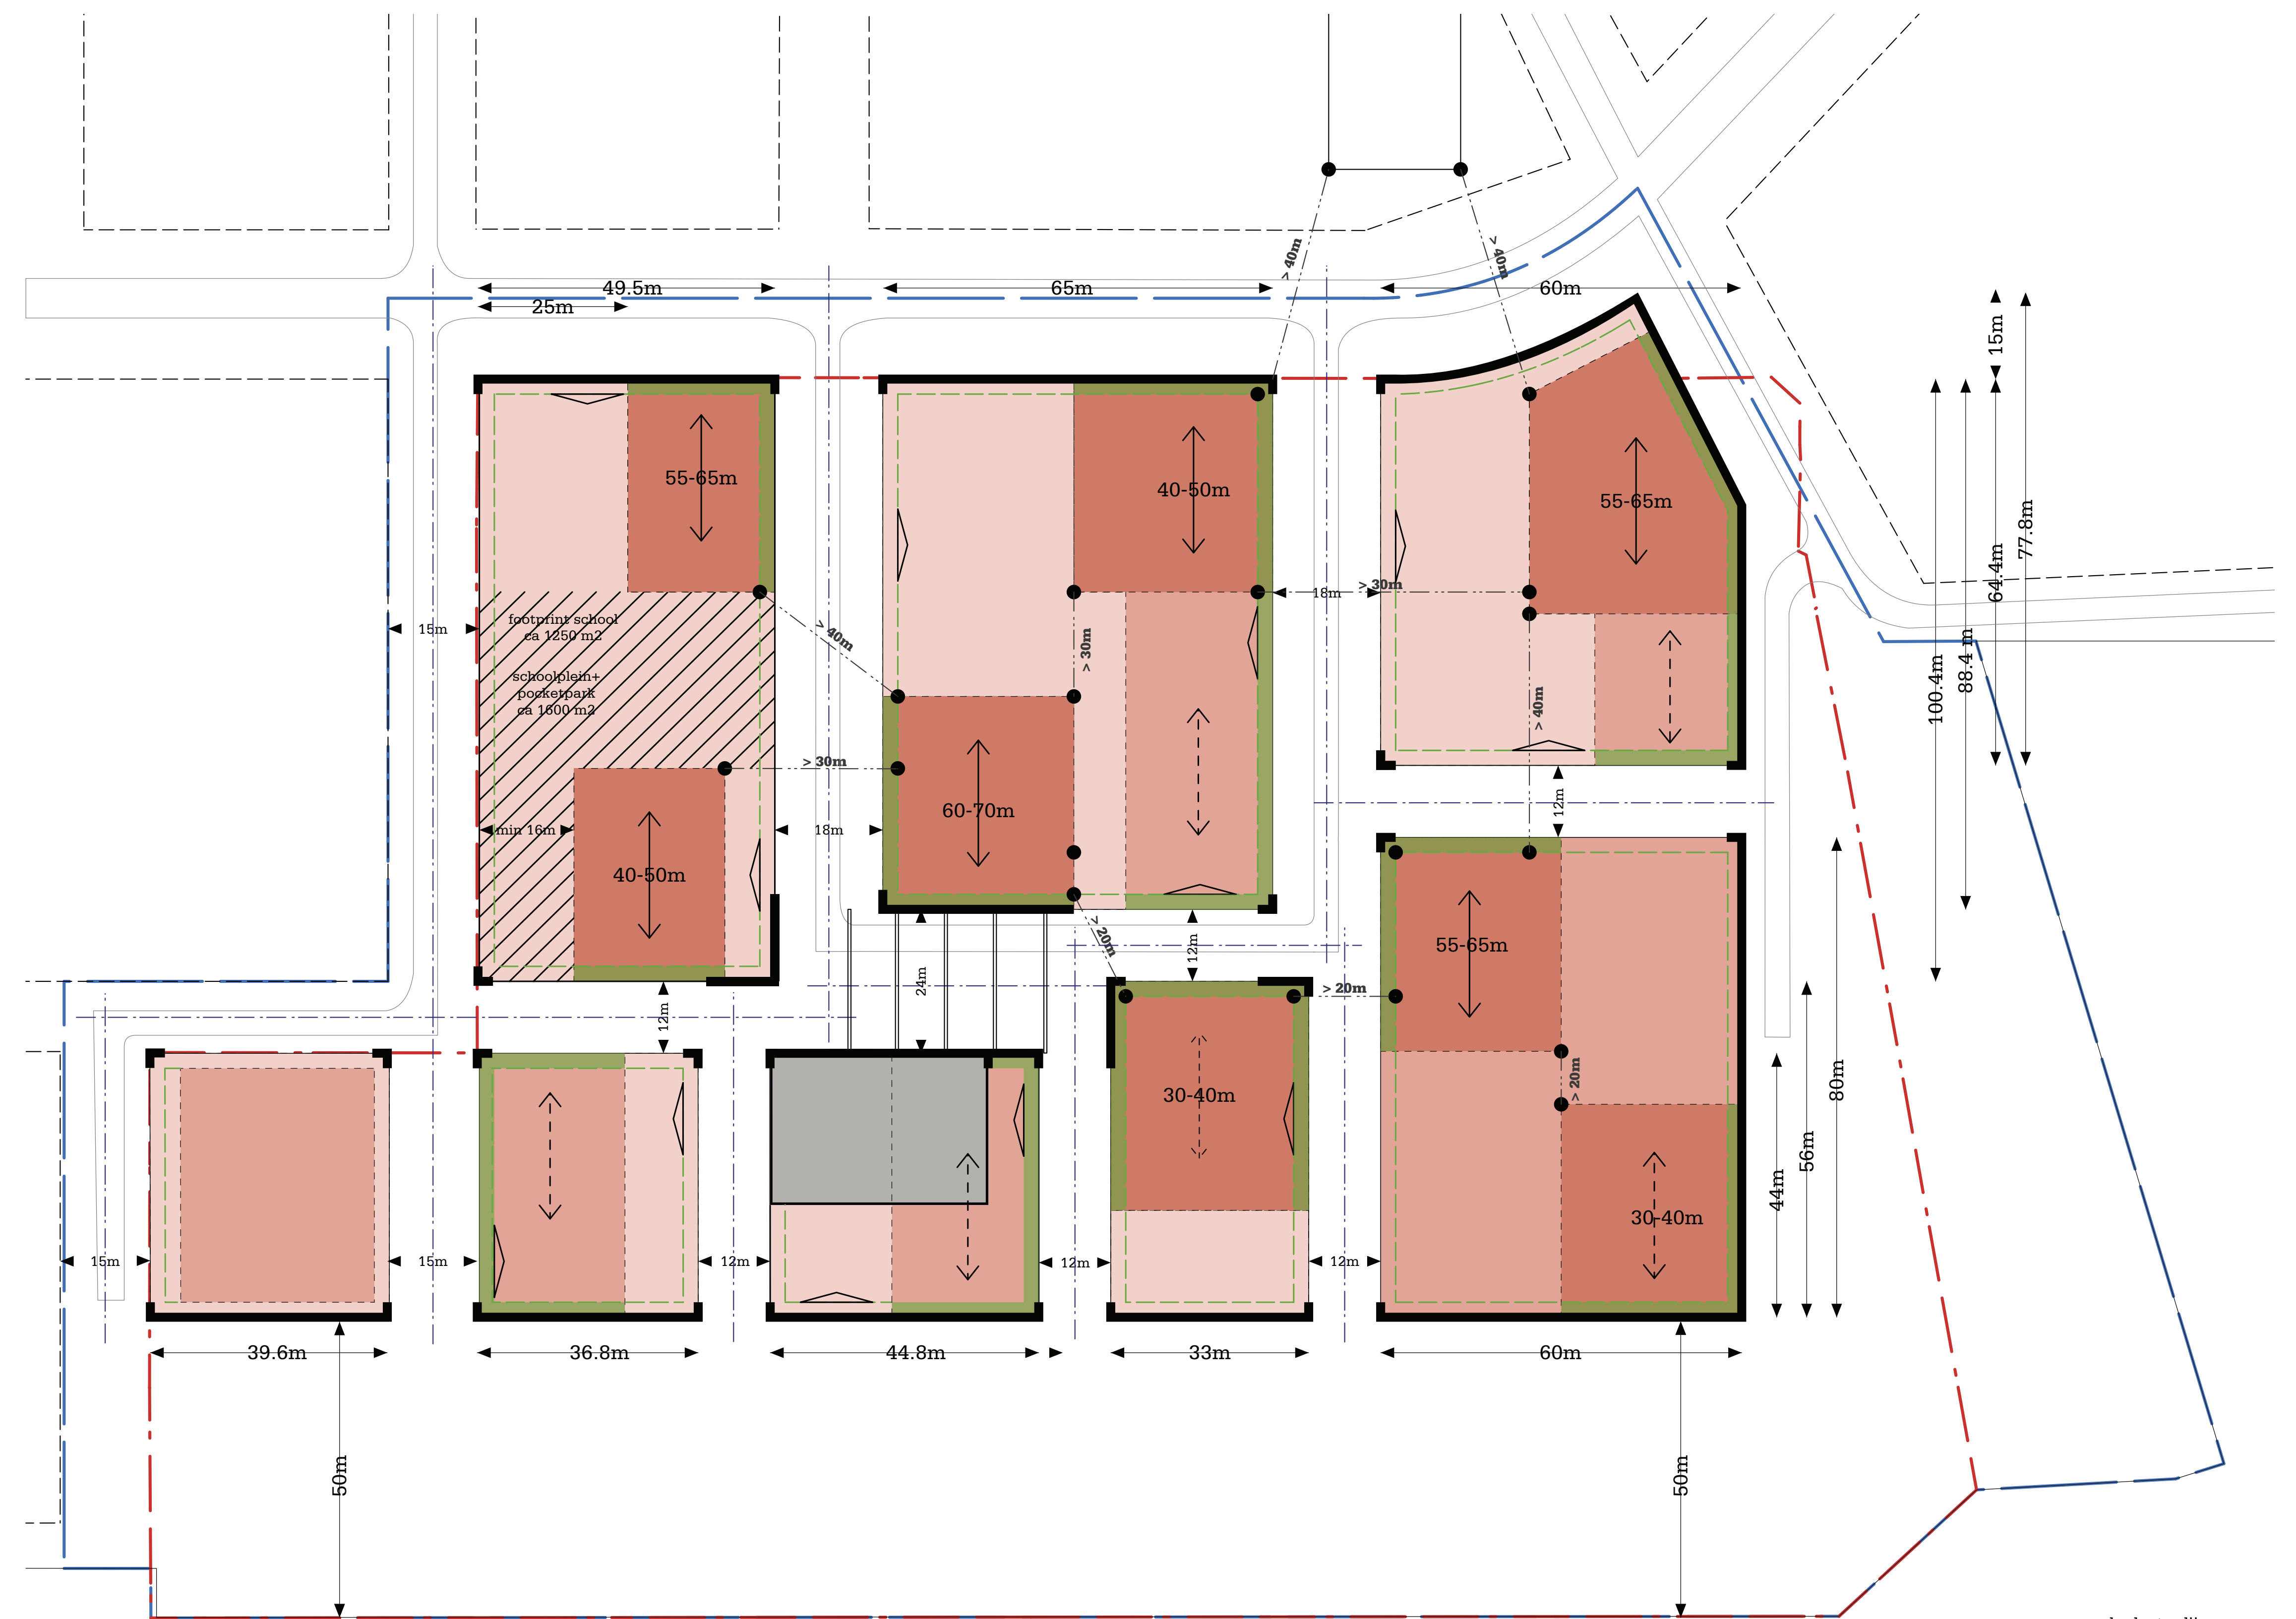 > 40m
> 40m
49.5m
65m
60m
25m
15m
55-65m
40-50m
55-65m
77.8m
64.4m
> 30m
18m
footprint school
ca 1250 m2
15m
> 40m
> 30m
88.4 m
schoolplein+
pocketpark
ca 1600 m2
100.4m
> 40m
> 30m
60-70m
12m
min 16m
18m
40-50m
55-65m
> 20m
12m
24m
> 20m
12m
80m
> 20m
30-40m
56m
44m
30-40m
15m
15m
12m
12m
12m
39.6m
36.8m
44.8m
33m
60m
50m
50m